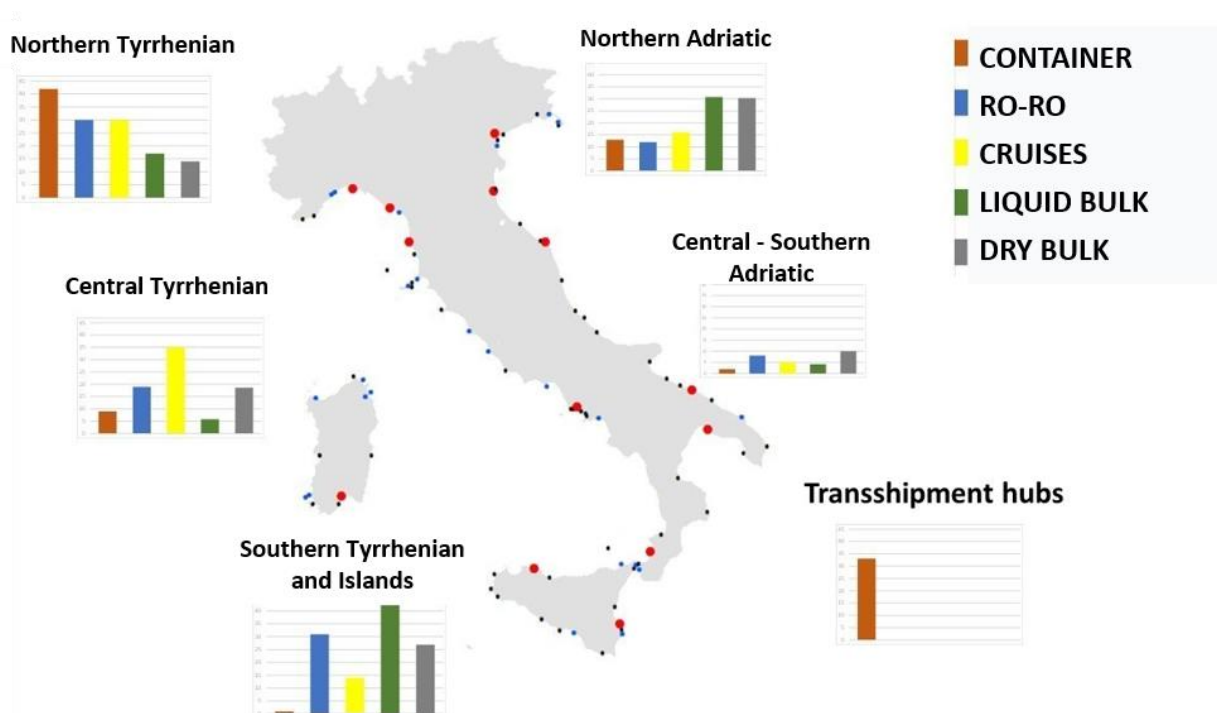 Northern Tyrrhenian
Northern Adriatic
CONTAINER
RO-RO
CRUISES
LIQUID BULK
DRY BULK
Central - Southern
Adriatic
Central Tyrrhenian
Transshipment hubs
Southern Tyrrhenian
and Islands